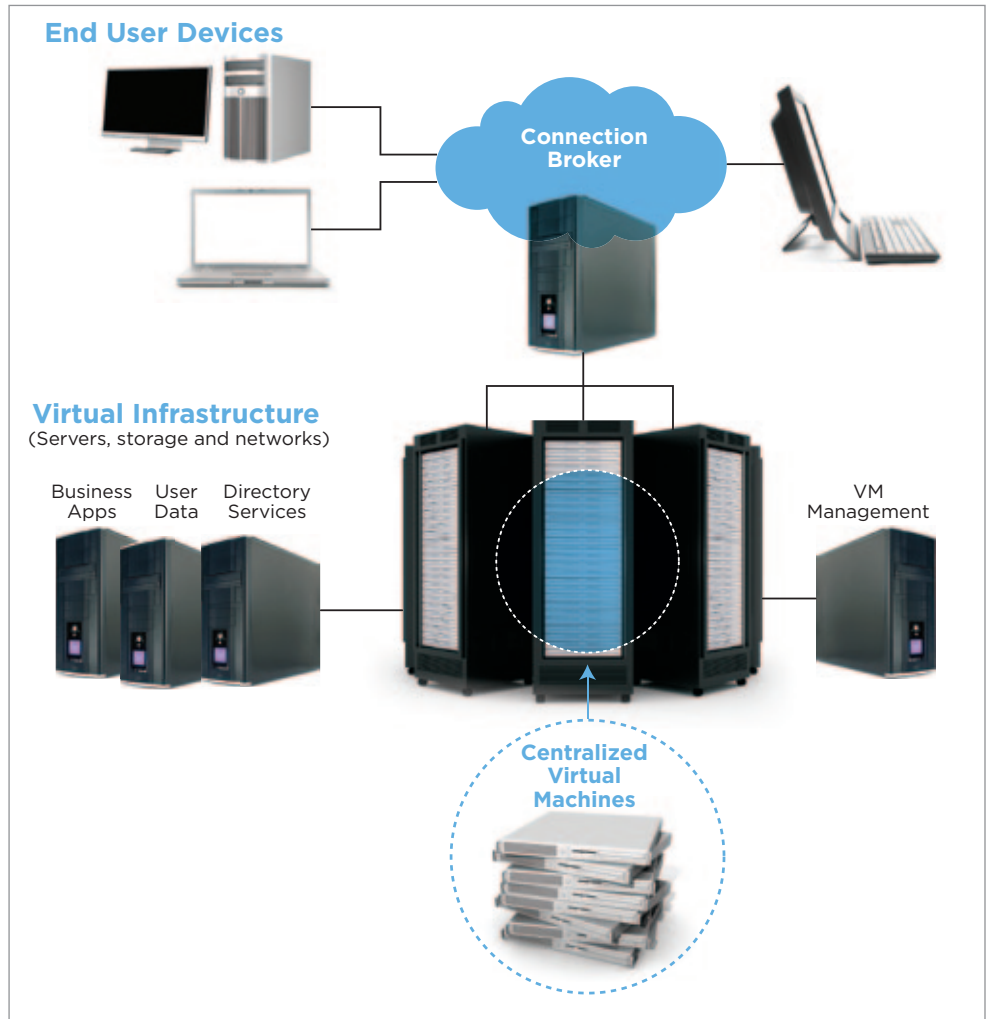 End User Devices
Connection
Broker
Virtual Infrastructure
(Servers, storage and networks)
Business
Apps
User
Data
Directory
Services
VM
Management
Centralized
Virtual
Machines